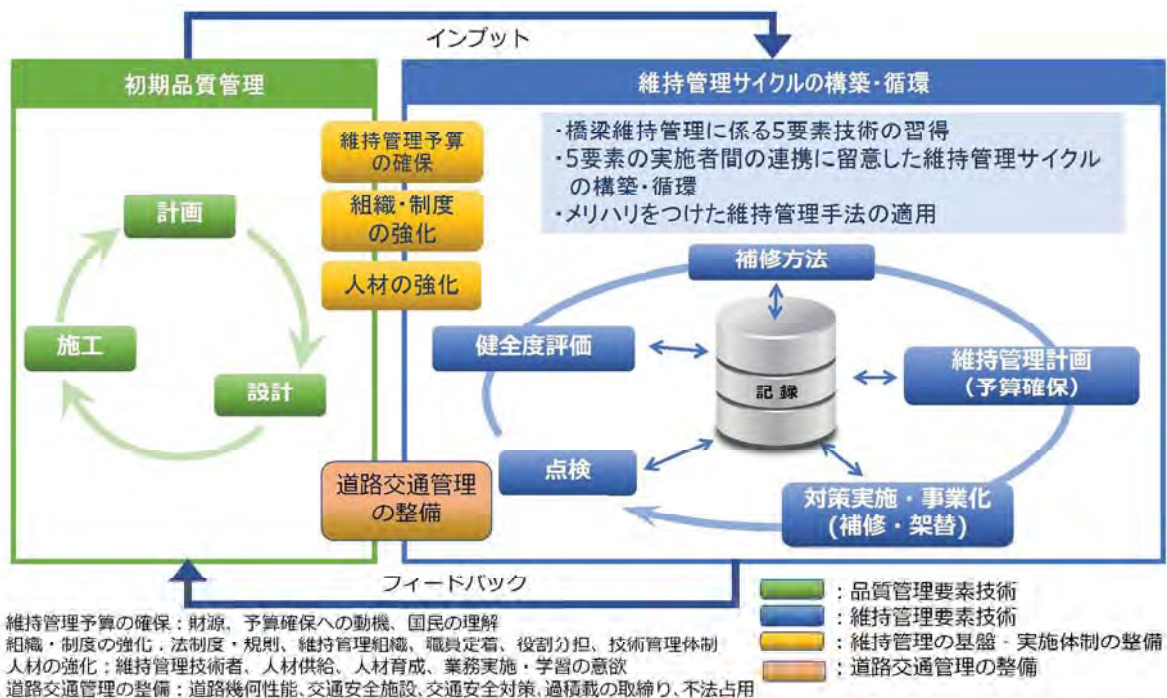 インプット
初期品質管理
計画
施工
設計
維持管理予算
の確保
組織・制度
の強化
人材の強化
道路交通管理
の整備
維持管理サイクルの構築・循環
・橋梁維持管理に係る5要素技術の習得
・5要素の実施者間の連携に留意した維持管理サイクル
の構築・循環
・メリハリをつけた維持管理手法の適用
補修方法
健全度評価
記録
維持管理計画
(予算確保)
点検
対策実施・事業化
(補修・架替)
フィードバック
：品質管理要素技術
：維持管理要素技術
：維持管理の基盤‐実施体制の整備
：道路交通管理の整備
維持管理予算の確保：財源、予算確保への動機、国民の理解
組織・制度の強化．法制度・規則、維持管理組織、職員定着、役割分担、技術管理体制
人材の強化：維持管理技術者、人材供給、人材育成、業務実施・学習の意欲
道路交通管理の整備：道路幾何性能、交通安全施設、交通安全対策、過積載の取締り、不法占用